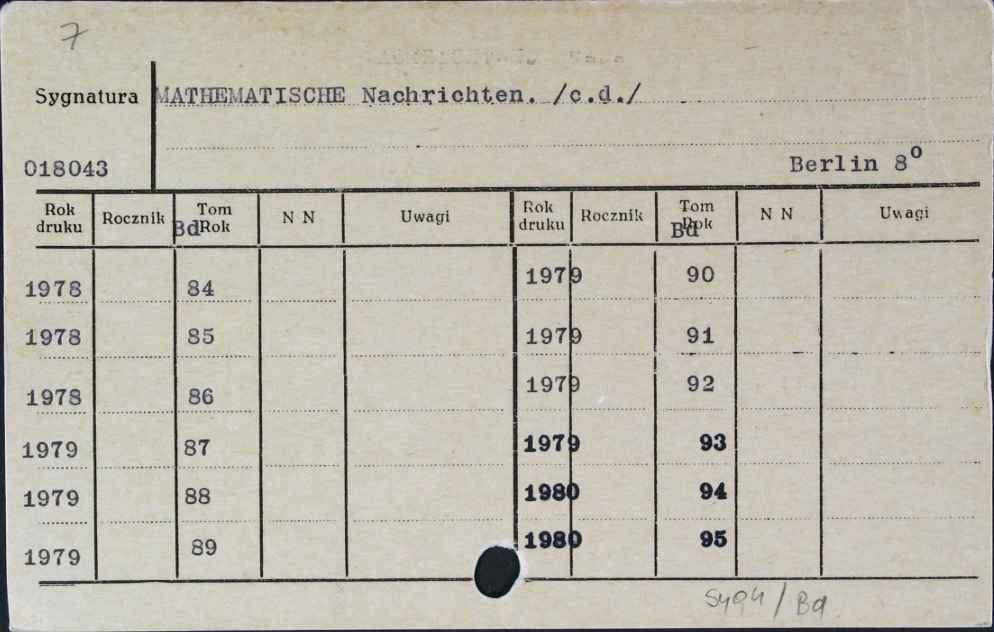 7
Sygnatura MATHEMATISCHE Nachrichten. /c.d./
018043 Berlin 8⁰
Rok druku Rocznik Tom Rok Bd N N Uwagi Rok druku Rocznik Tom Rok Bd N N Uwagi
1978 84 1979 90
1978 85 1979 91
1978 86 1979 92
1979 87 1979 93
1979 88 1980 94
1979 89 1980 95